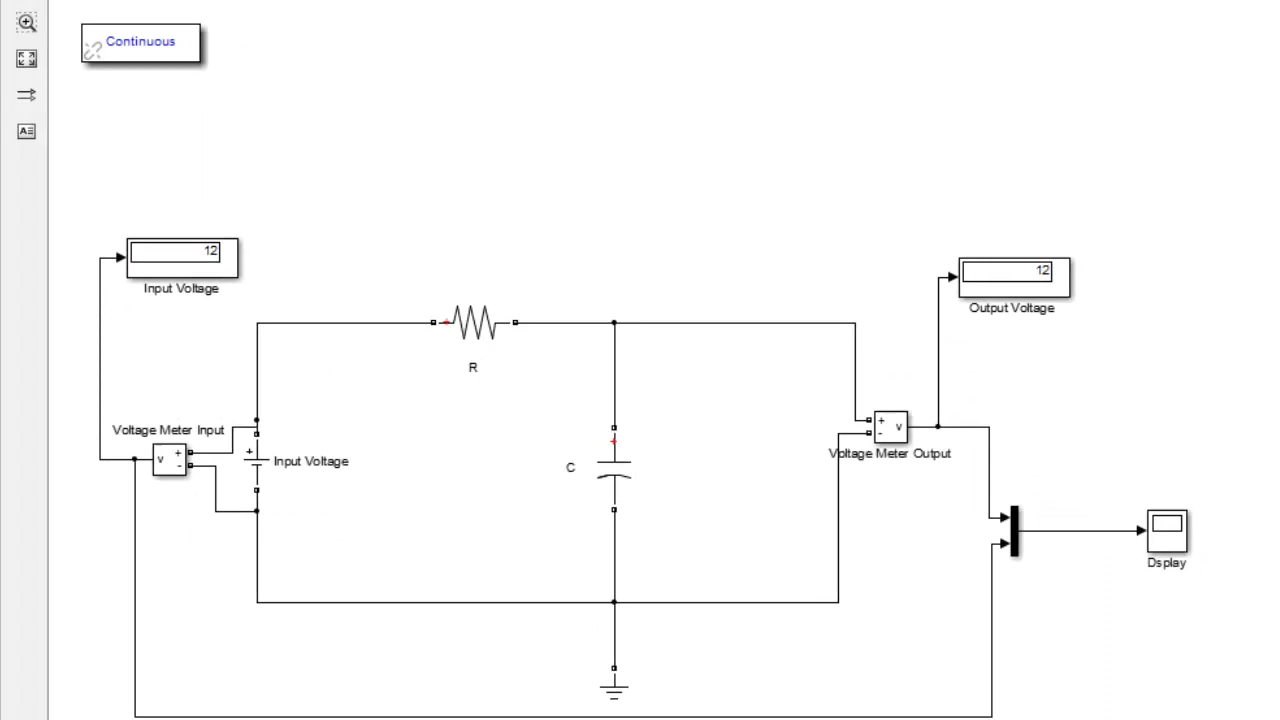 Continuous
12
Input Voltage
12
Output Voltage
R
Voltage Meter Input
v
+
-
+
Input Voltage
+
C
+
-
v
Voltage Meter Output
Dsplay